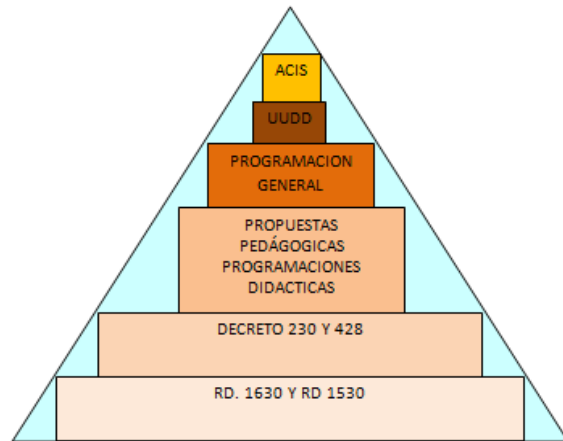 ACIS
UUDD
PROGRAMACION
GENERAL
PROPUESTAS
PEDÁGOGICAS
PROGRAMACIONES
DIDACTICAS
DECRETO 230 Y 428
RD. 1630 Y RD 1530